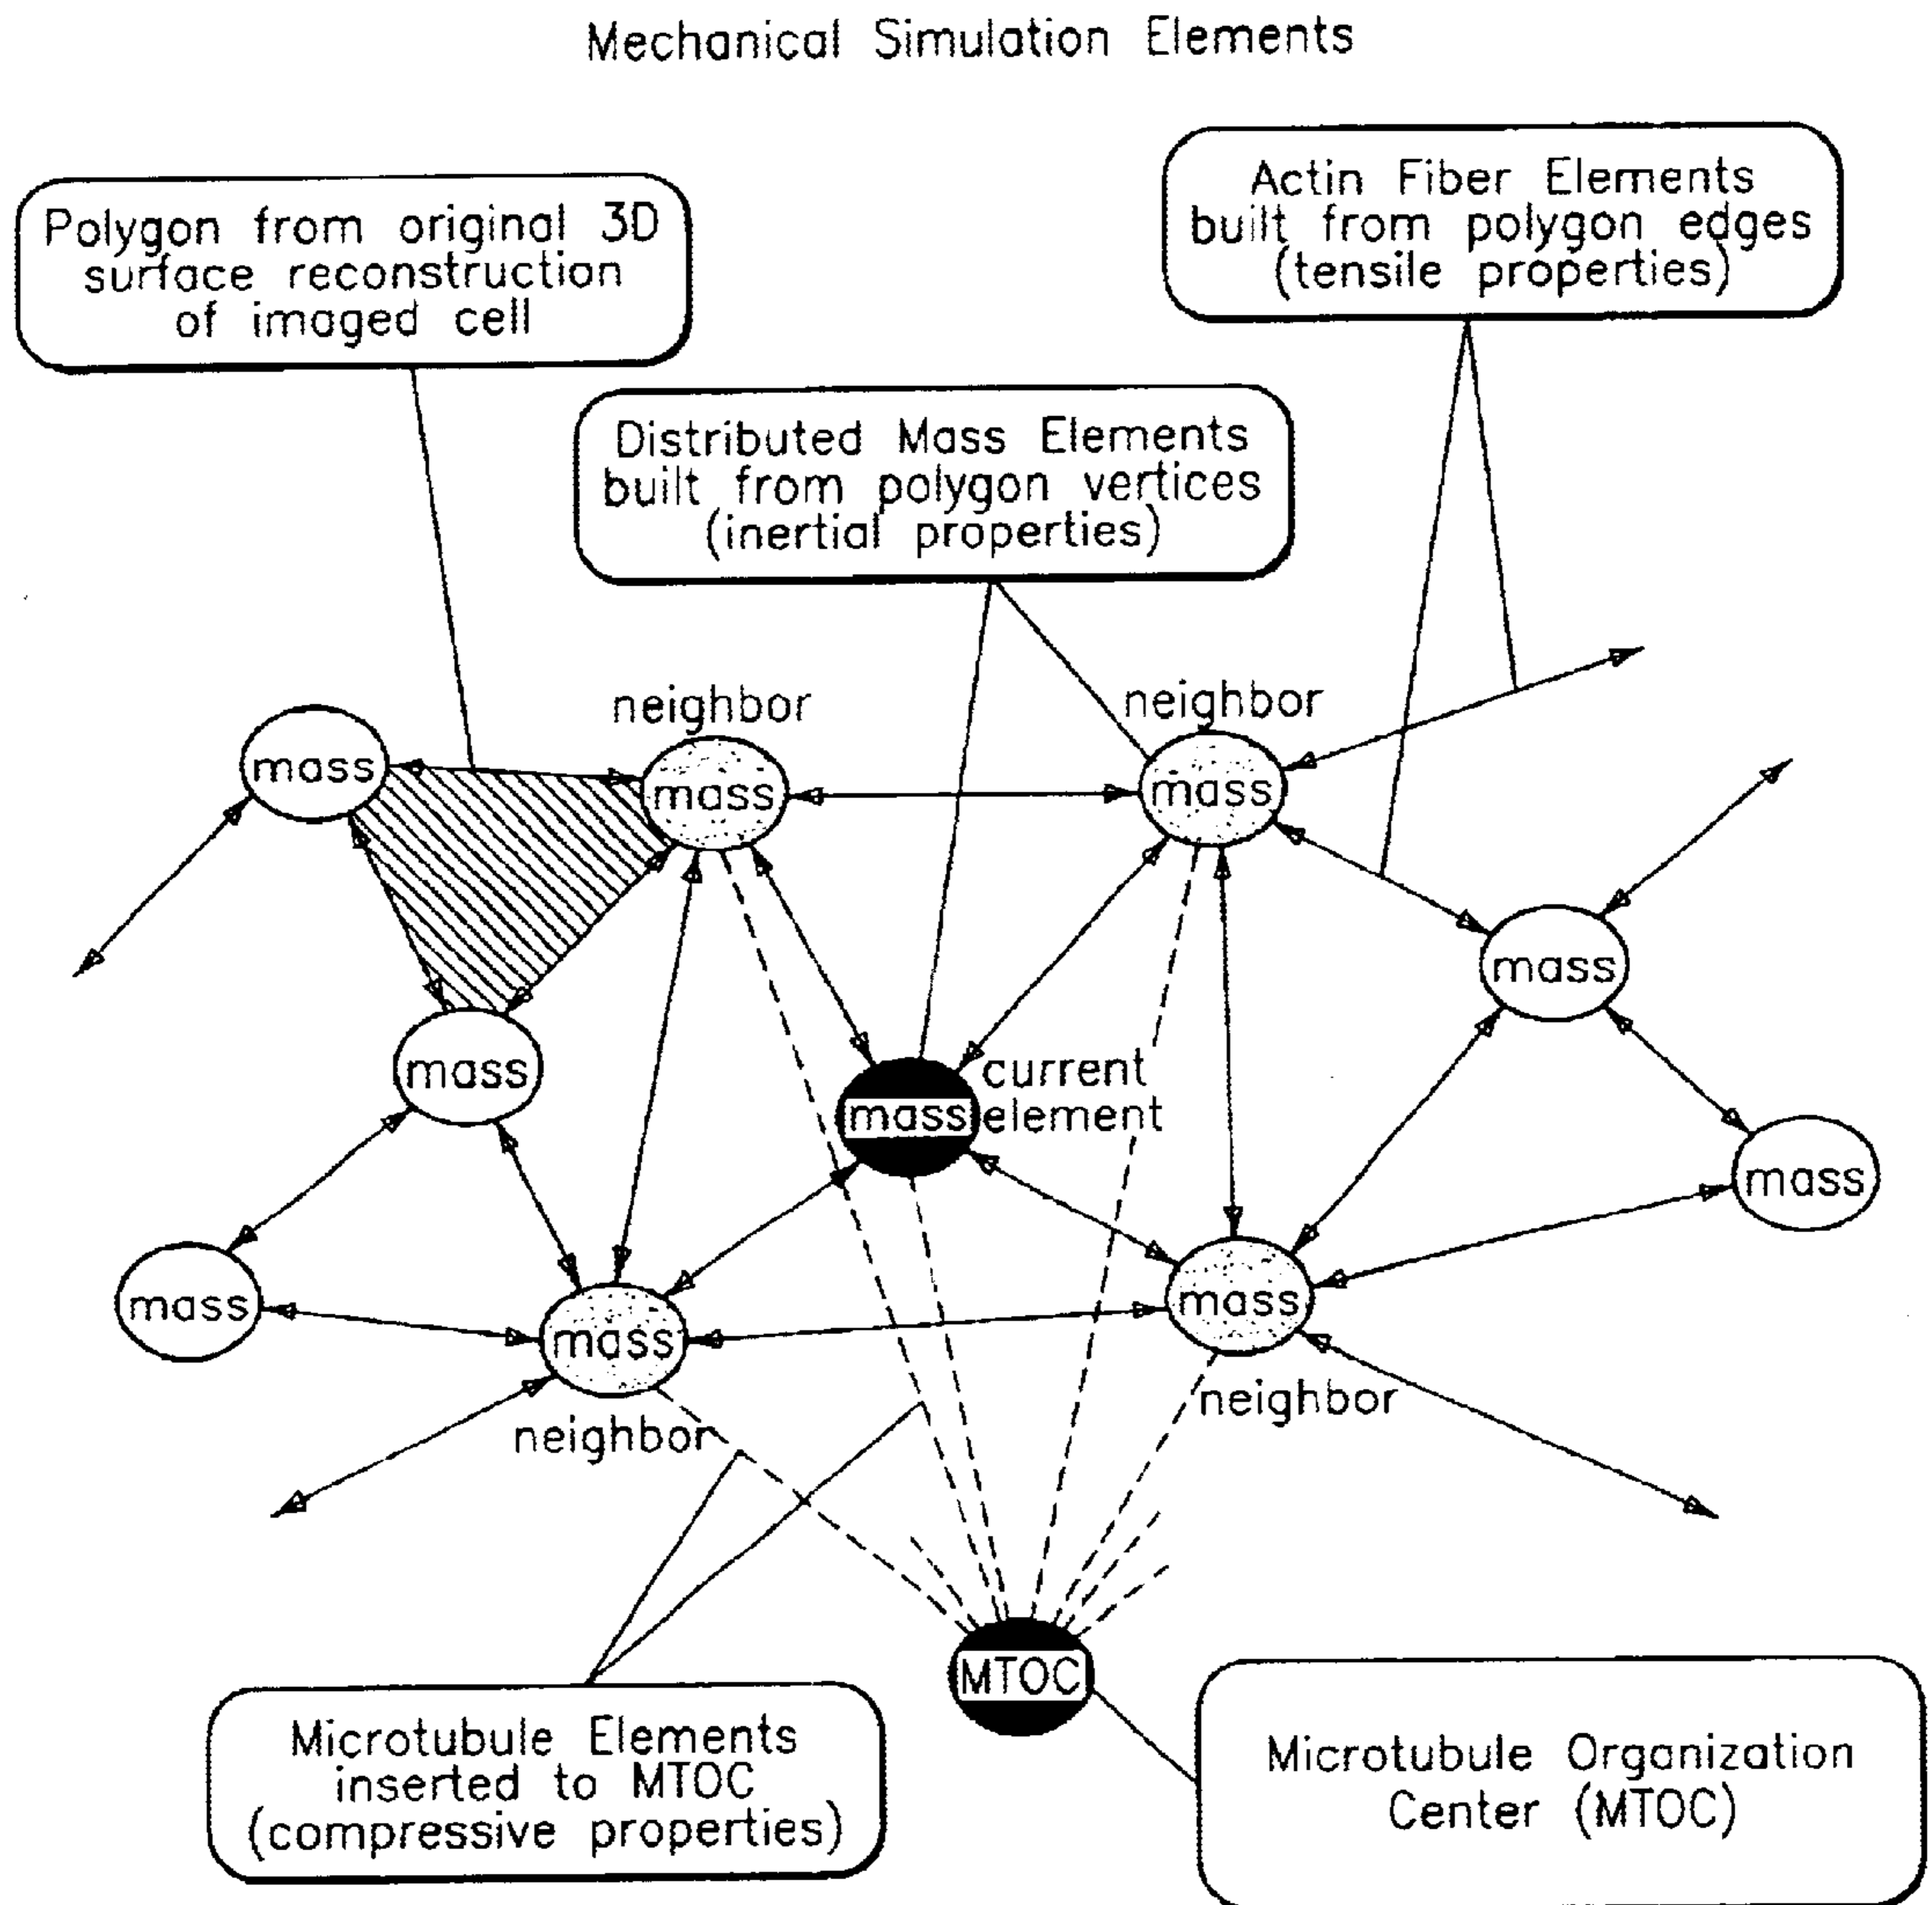 Mechanical Simulation Elements
Polygon from original 3D
surface reconstruction
of imaged cell
Actin Fiber Elements
built from polygon edges
(tensile properties)
Distributed Mass Elements
built from polygon vertices
(inertial properties)
neighbor
neighbor
mass
mass
mass
mass
mass
current
mass element
mass
mass
mass
mass
neighbor
neighbor
MTOC
Microtubule Elements
inserted to MTOC
(compressive properties)
Microtubule Organization
Center (MTOC)